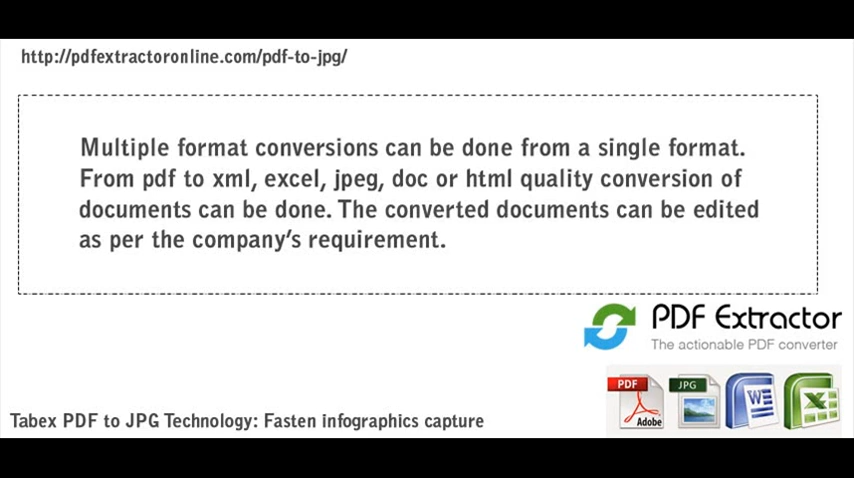 http://pdfextractoronline.com/pdf-to-jpg/
Multiple format conversions can be done from a single format.
From pdf to xml, excel, jpeg, doc or html quality conversion of
documents can be done. The converted documents can be edited
as per the company's requirement.
PDF Extractor
The actionable PDF converter
PDF
JPG
W
X
Adobe
Tabex PDF to JPG Technology: Fasten infographics capture